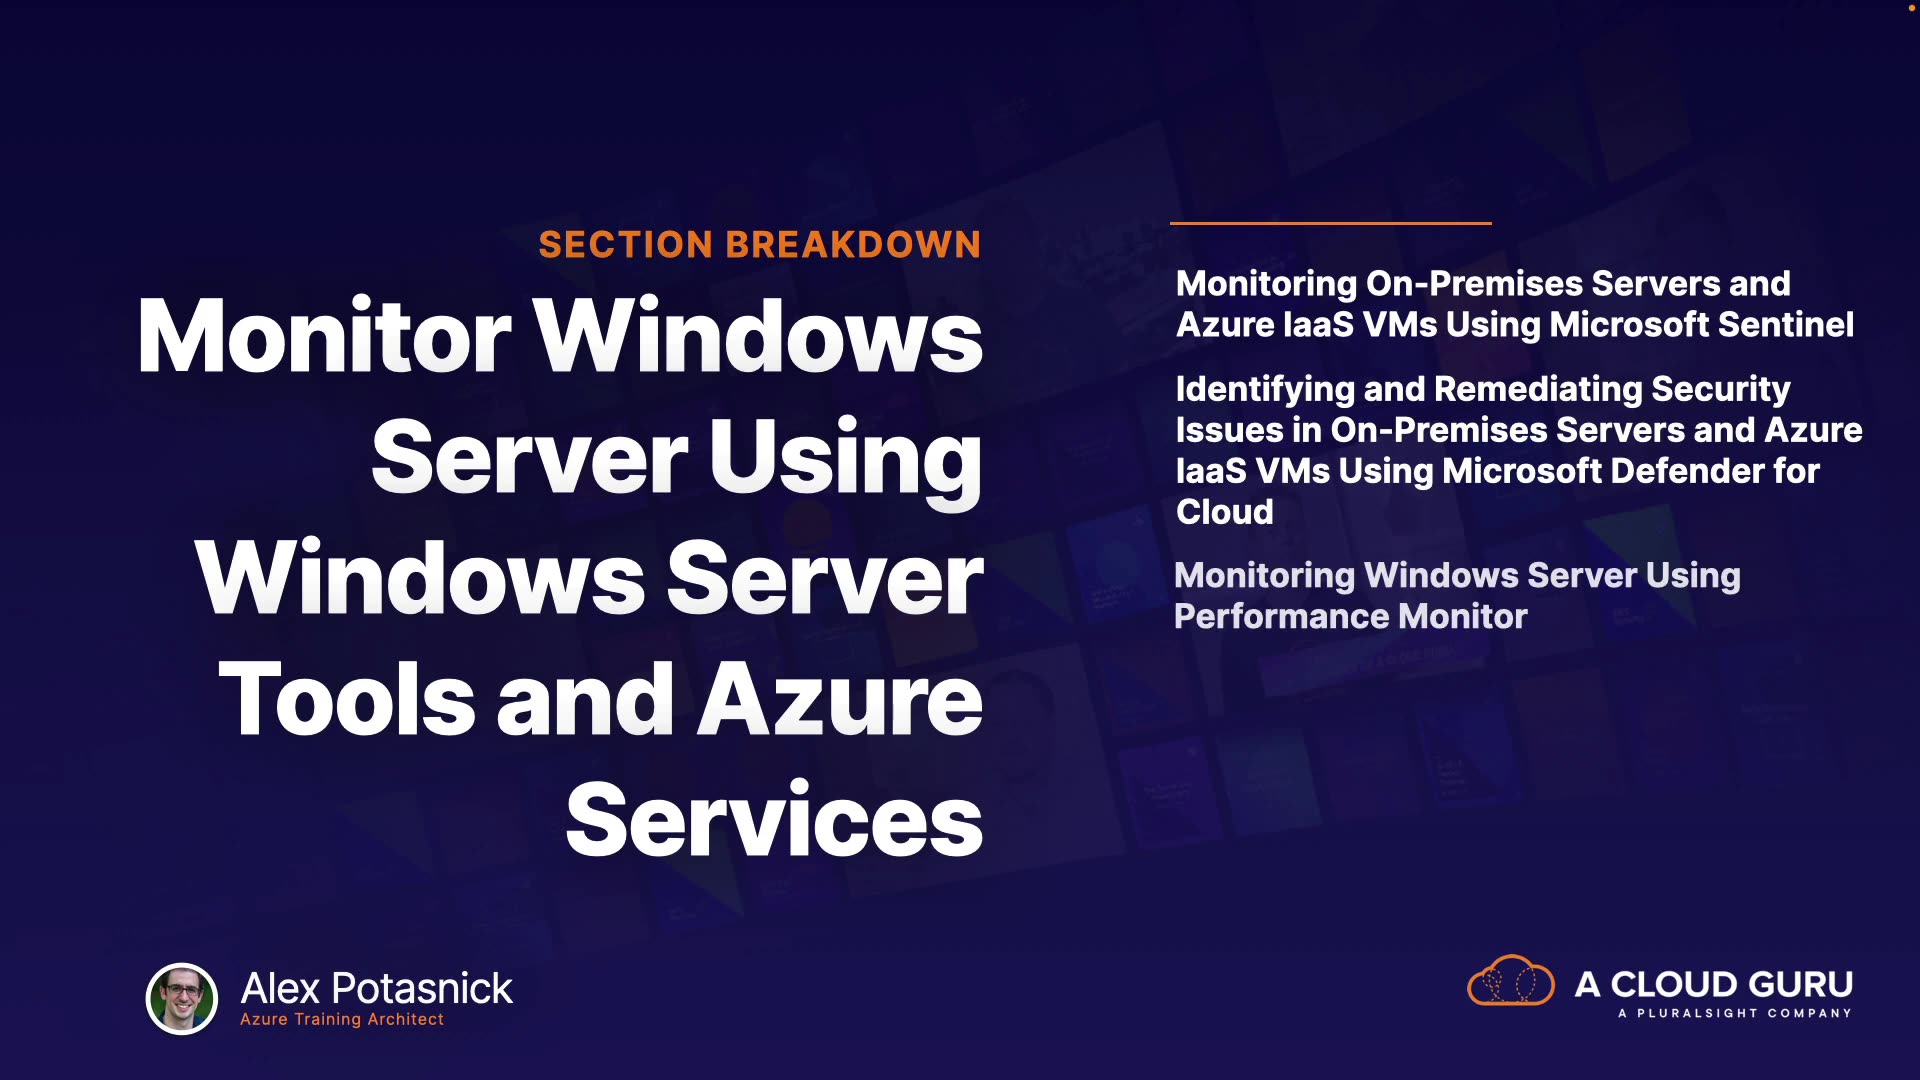 SECTION BREAKDOWN
Monitor Windows
Server Using
Windows Server
Tools and Azure
Services
Monitoring On-Premises Servers and
Azure IaaS VMs Using Microsoft Sentinel
Identifying and Remediating Security
Issues in On-Premises Servers and Azure
IaaS VMs Using Microsoft Defender for
Cloud
Monitoring Windows Server Using
Performance Monitor
Alex Potasnick
Azure Training Architect
A CLOUD GURU
A PLURALSIGHT COMPANY